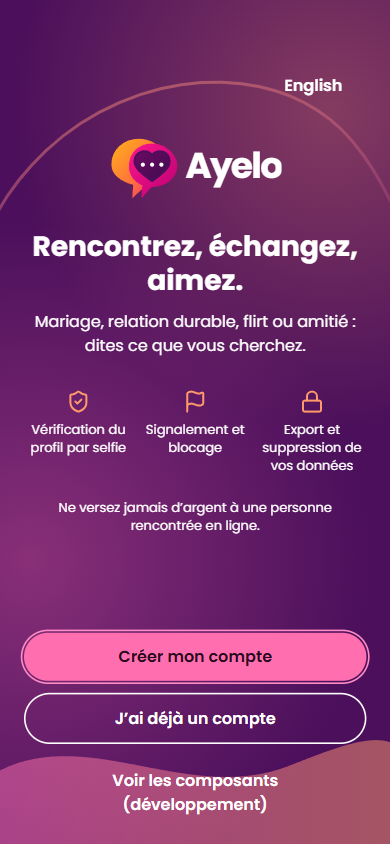 English
Ayelo
Rencontrez, échangez,
aimez.
Mariage, relation durable, flirt ou amitié :
dites ce que vous cherchez.
Vérification du
profil par selfie
Signalement et
blocage
Export et
suppression de
vos données
Ne versez jamais d’argent à une personne
rencontrée en ligne.
Créer mon compte
J’ai déjà un compte
Voir les composants
(développement)